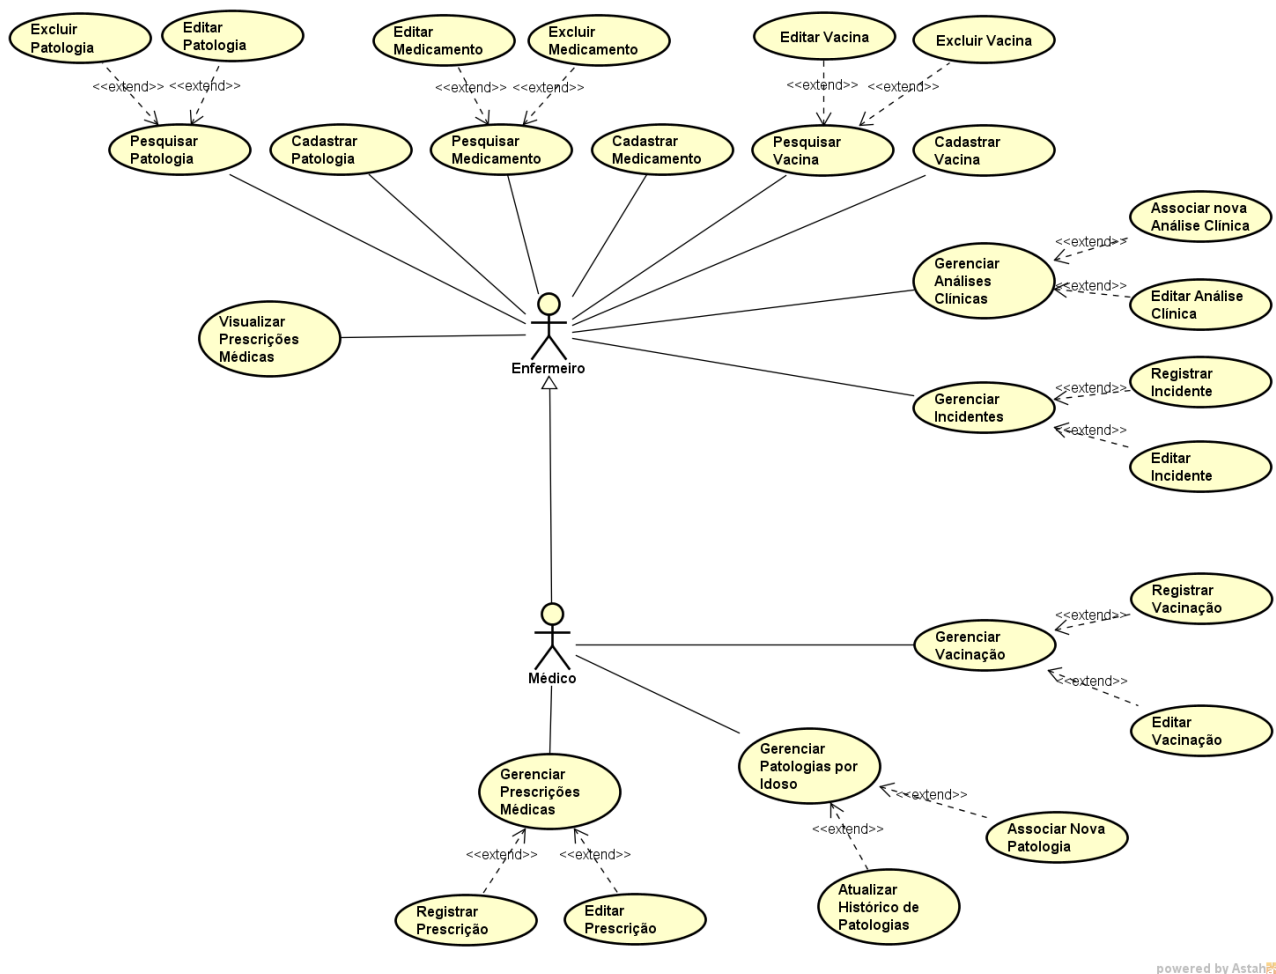 Excluir
Patologia
Editar
Patologia
Editar
Medicamento
Excluir
Medicamento
Editar Vacina
Excluir Vacina
<<extend>>
<<extend>>
<<extend>>
<<extend>>
<<extend>>
<<extend>>
Pesquisar
Patologia
Cadastrar
Patologia
Pesquisar
Medicamento
Cadastrar
Medicamento
Pesquisar
Vacina
Cadastrar
Vacina
Associar nova
Análise Clínica
<<extend>>
Gerenciar
Análises
Clínicas
<<extend>>
Editar Análise
Clínica
Visualizar
Prescrições
Médicas
Enfermeiro
Registrar
Incidente
<<extend>>
Gerenciar
Incidentes
<<extend>>
Editar
Incidente
Registrar
Vacinação
<<extend>>
Gerenciar
Vacinação
Médico
<<extend>>
Editar
Vacinação
Gerenciar
Patologias por
Idoso
Gerenciar
Prescrições
Médicas
<<extend>>
<<extend>>
Associar Nova
Patologia
<<extend>>
<<extend>>
Atualizar
Histórico de
Patologias
Registrar
Prescrição
Editar
Prescrição
powered by Astah